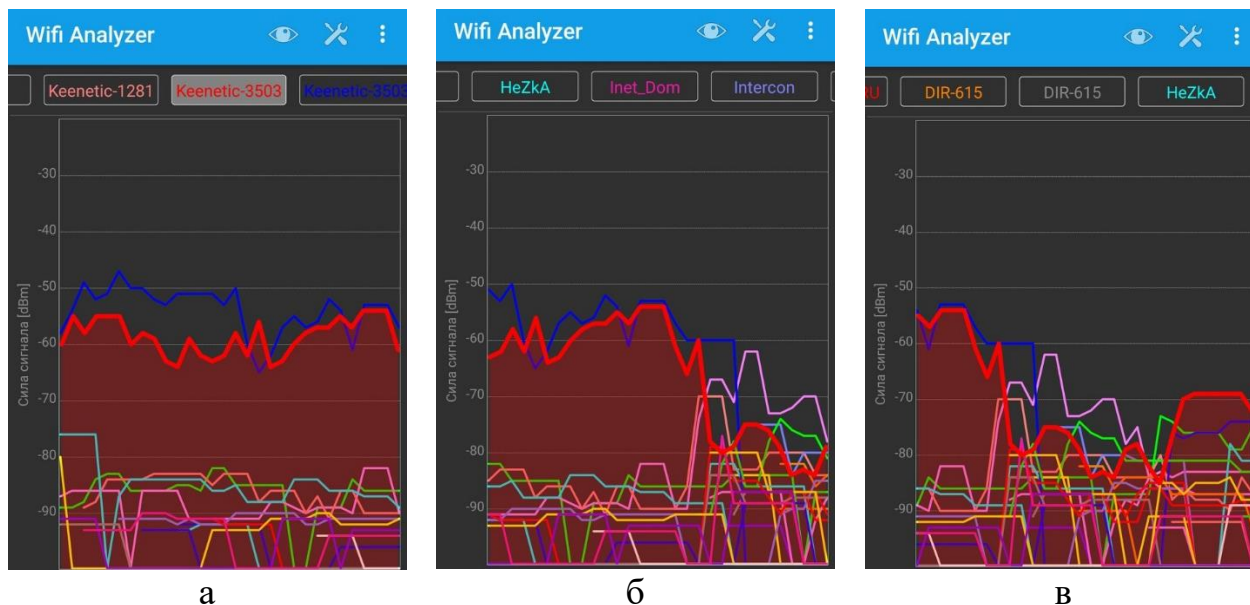 Wifi Analyzer
Keenetic-1281 Keenetic-3503 Keenetic-3503
Сила сигнала [dBm]
-30
-40
-50
-60
-70
-80
-90
а
Wifi Analyzer
HeZkA Inet_Dom Intercon
Сила сигнала [dBm]
-30
-40
-50
-60
-70
-80
-90
б
Wifi Analyzer
RU DIR-615 DIR-615 HeZkA
Сила сигнала [dBm]
-30
-40
-50
-60
-70
-80
-90
в